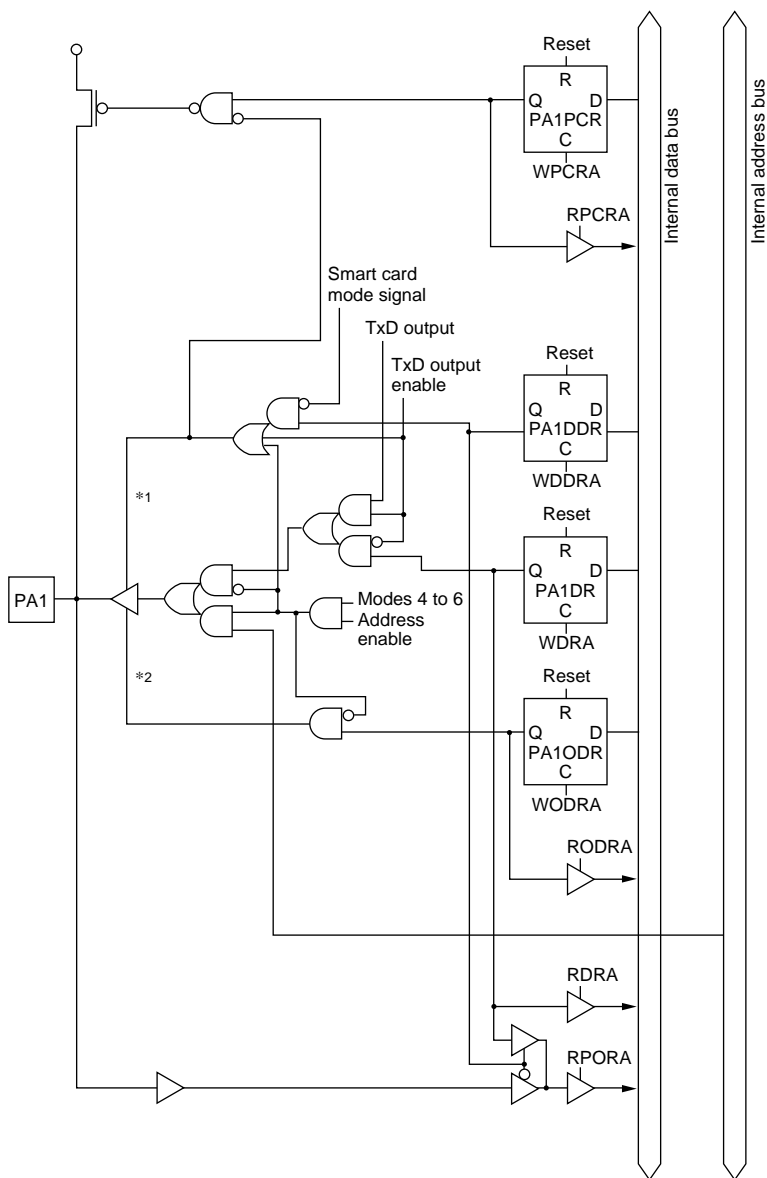 Reset
R
Q D
PA1PCR
C
WPCRA
RPCRA
Internal data bus
Internal address bus
Smart card
mode signal
TxD output
TxD output
enable
Reset
R
Q D
PA1DDR
C
WDDRA
*1
Reset
R
Q D
PA1DR
C
WDRA
PA1
Modes 4 to 6
Address
enable
*2
Reset
R
Q D
PA1ODR
C
WODRA
RODRA
RDRA
RPORA